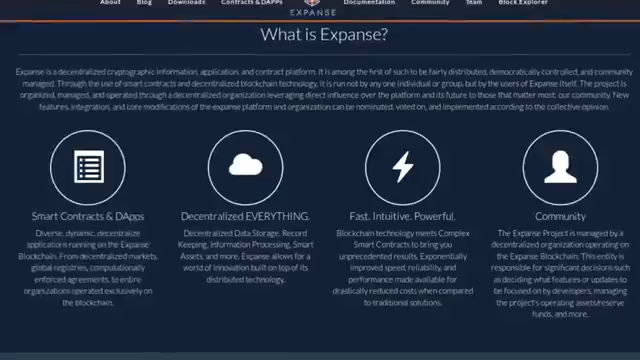 About Blog Downloads Contracts & DAPPs Documentation Community Team Block Explorer
EXPANSE
What is Expanse?
Expanse is a decentralized cryptographic information, application, and contract platform. It is among the first of such to be fairly distributed, democratically controlled, and community
managed. Through the use of smart contracts and decentralized blockchain technology, it is run not by any one individual or group, but by the users of Expanse itself. The project is
organized, managed, and operated through a decentralized organization leveraging direct influence over the platform and its future to those that matter most: our community. New
features, integration, and core modifications of the expanse platform and organization can be nominated, voted on, and implemented according to the collective opinion.
Smart Contracts & DApps
Diverse, dynamic, decentralize
applications running on the Expanse
Blockchain. From decentralized markets,
global registries, computationally
enforced agreements, to entire
organizations operated exclusively on
the blockchain.
Decentralized EVERYTHING.
Decentralized Data Storage, Record
Keeping, Information Processing, Smart
Assets, and more. Expanse allows for a
world of innovation built on top of its
distributed technology.
Fast. Intuitive. Powerful.
Blockchain technology meets Complex
Smart Contracts to bring you
unprecedented results. Exponentially
improved speed, reliability, and
performance made available for
drastically reduced costs when compared
to traditional solutions.
Community
The Expanse Project is managed by a
decentralized organization operating on
the Expanse Blockchain. This entity is
responsible for significant decisions such
as deciding what features or updates to
be focused on by developers, managing
the project's operating assets/reserve
funds, and more.